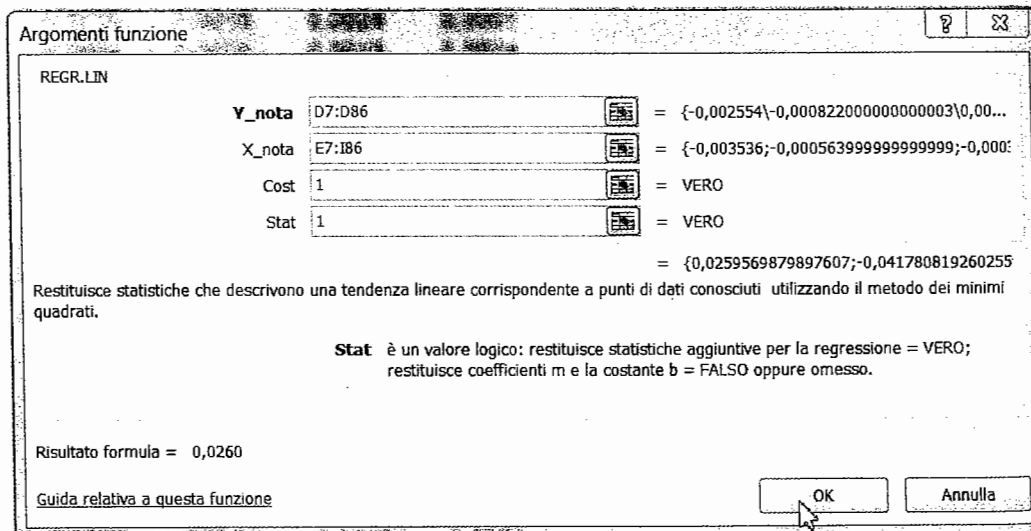 Argomenti funzione
REGR.LIN
Y_nota D7:D86 = {-0,002554\-0,000822000000000003\0,00...
X_nota E7:I86 = {-0,003536;-0,000563999999999999;-0,000
Cost 1 = VERO
Stat 1 = VERO
= {0,0259569879897607;-0,041780819260255
Restituisce statistiche che descrivono una tendenza lineare corrispondente a punti di dati conosciuti utilizzando il metodo dei minimi
quadrati.
Stat è un valore logico: restituisce statistiche aggiuntive per la regressione = VERO;
restituisce coefficienti m e la costante b = FALSO oppure omesso.
Risultato formula = 0,0260
Guida relativa a questa funzione
OK Annulla